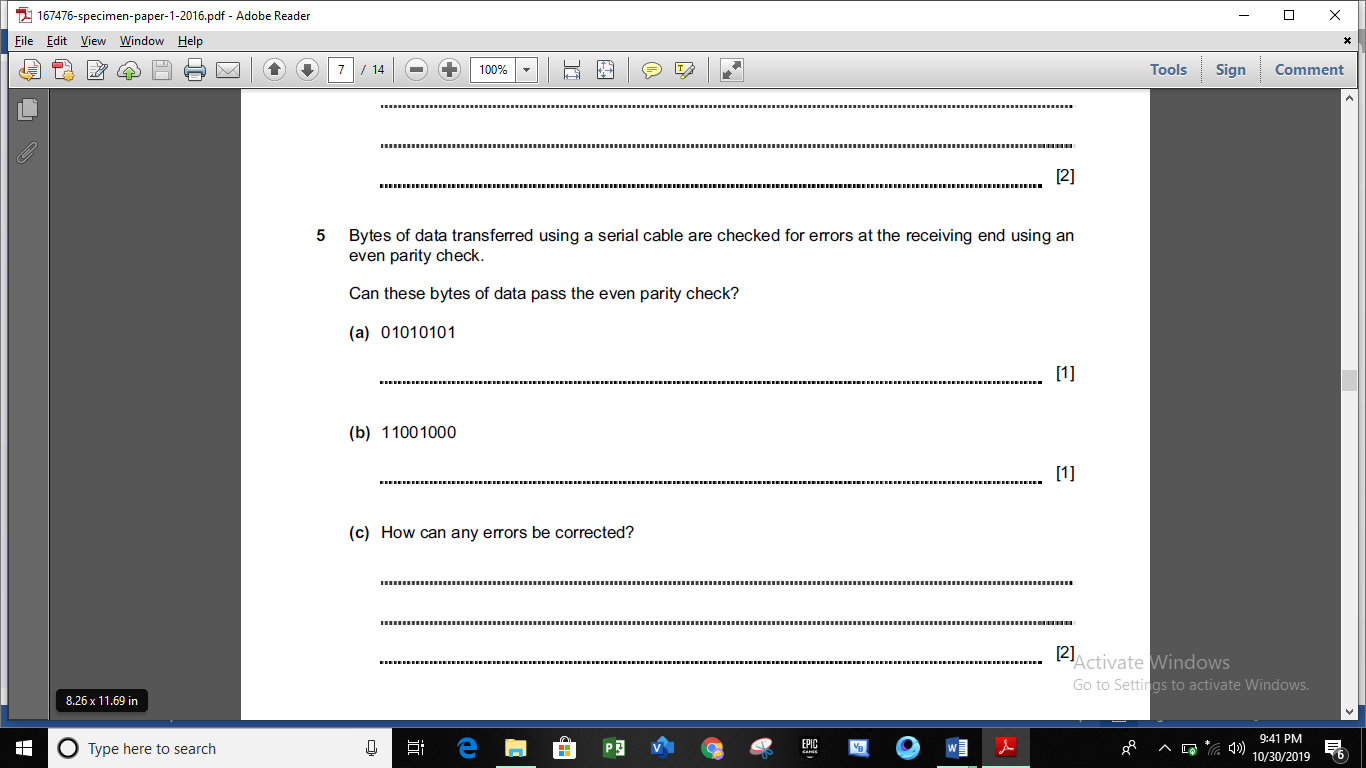 167476-specimen-paper-1-2016.pdf - Adobe Reader
File Edit View Window Help
7 / 14 100% Tools Sign Comment
[2]
5 Bytes of data transferred using a serial cable are checked for errors at the receiving end using an
even parity check.
Can these bytes of data pass the even parity check?
(a) 01010101
[1]
(b) 11001000
[1]
(c) How can any errors be corrected?
[2]
Activate Windows
Go to Settings to activate Windows.
8.26 x 11.69 in
Type here to search
EPIC GAMES
9:41 PM
10/30/2019
6